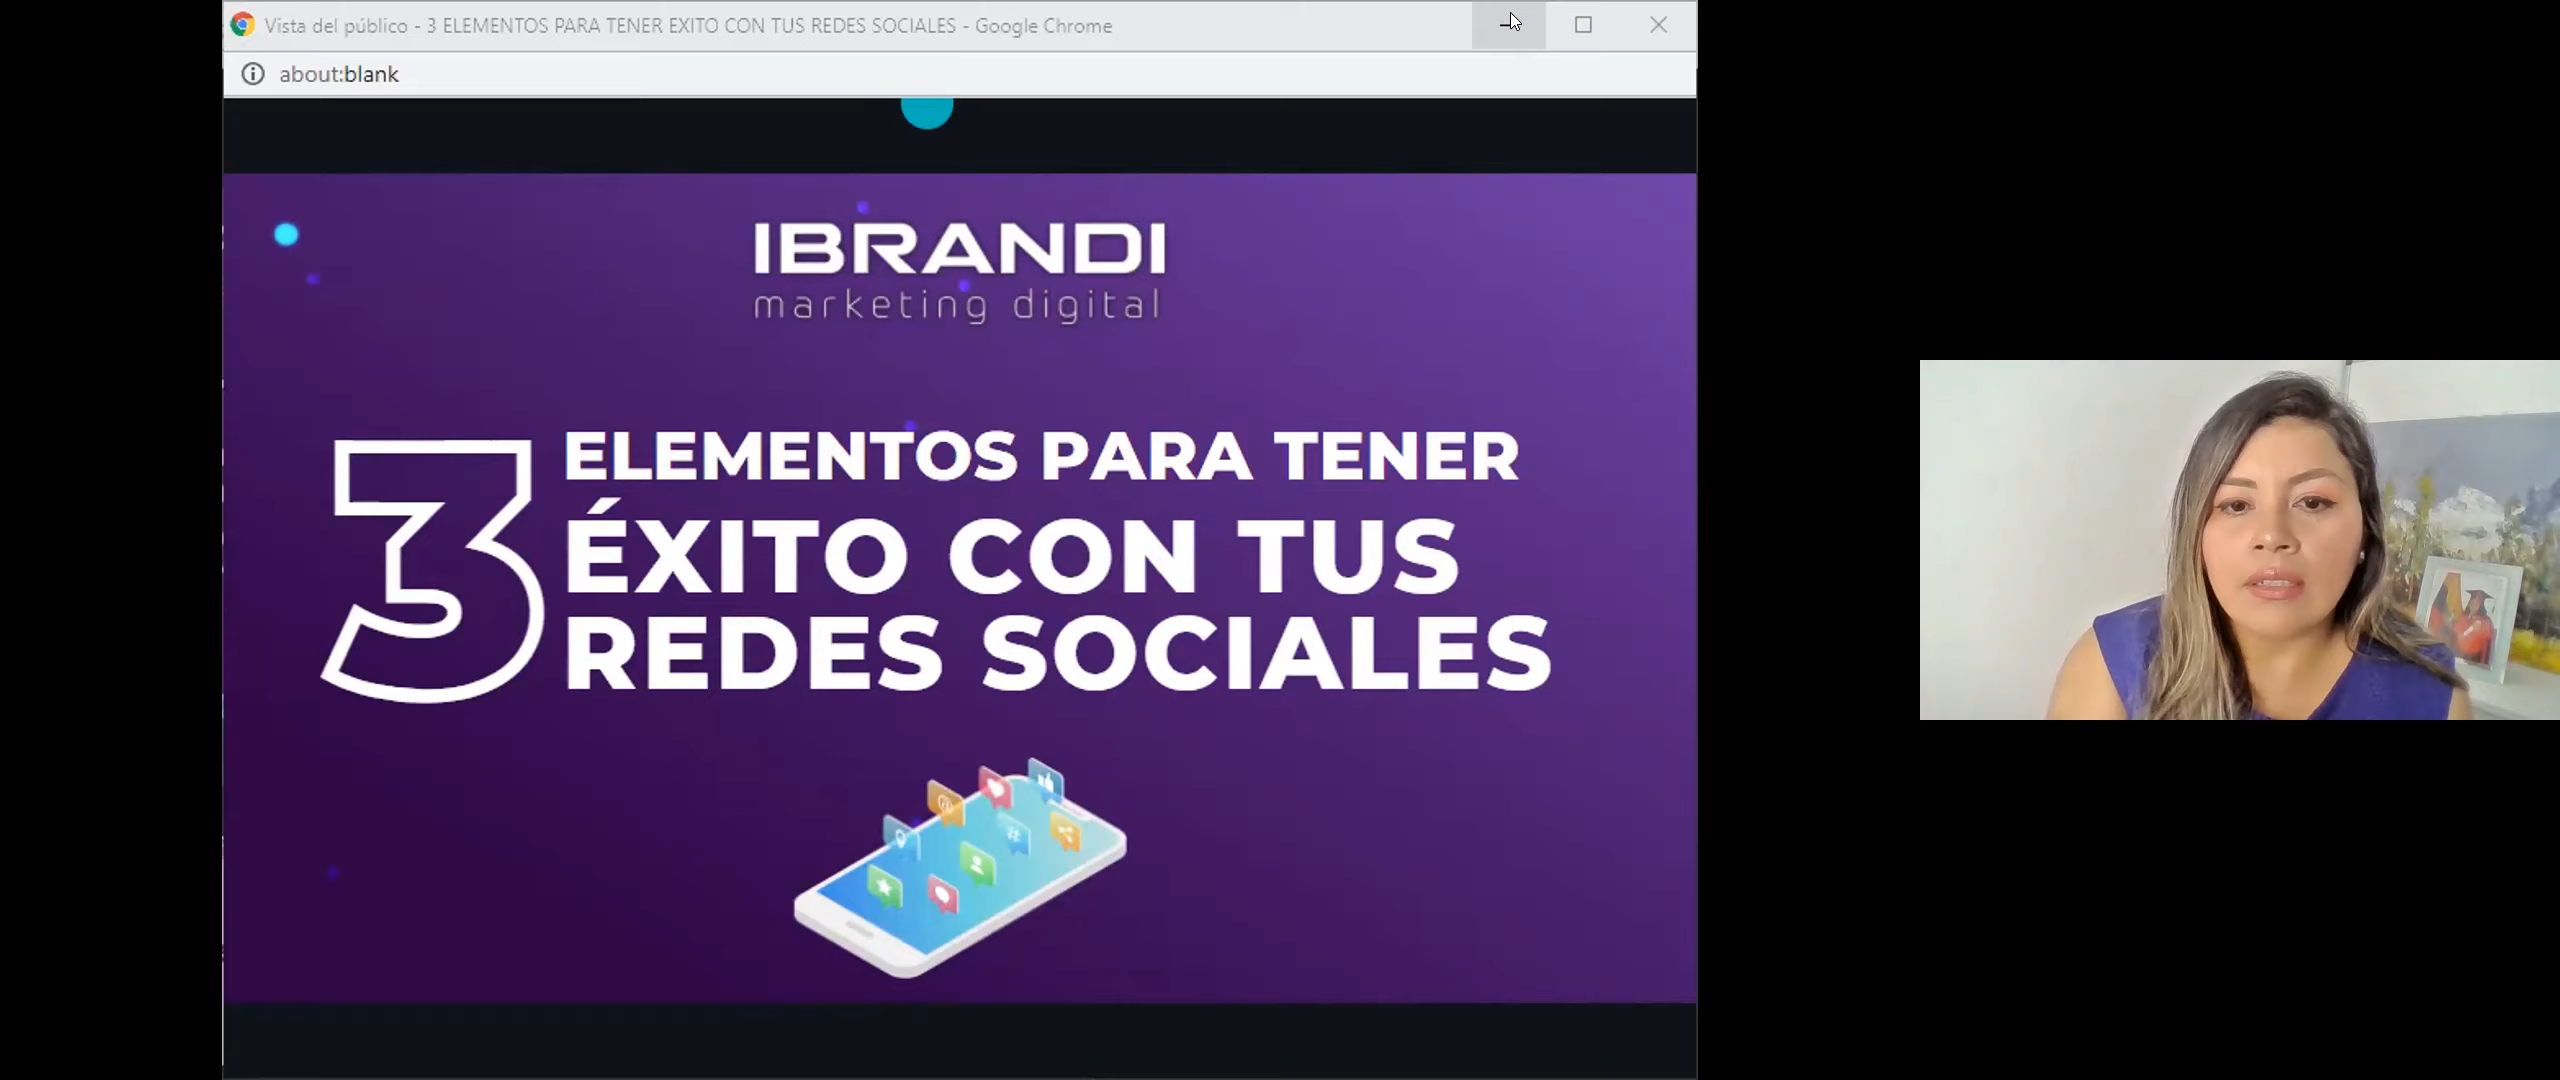 Vista del público - 3 ELEMENTOS PARA TENER EXITO CON TUS REDES SOCIALES - Google Chrome
about:blank
IBRANDI
marketing digital
3 ELEMENTOS PARA TENER
ÉXITO CON TUS
REDES SOCIALES